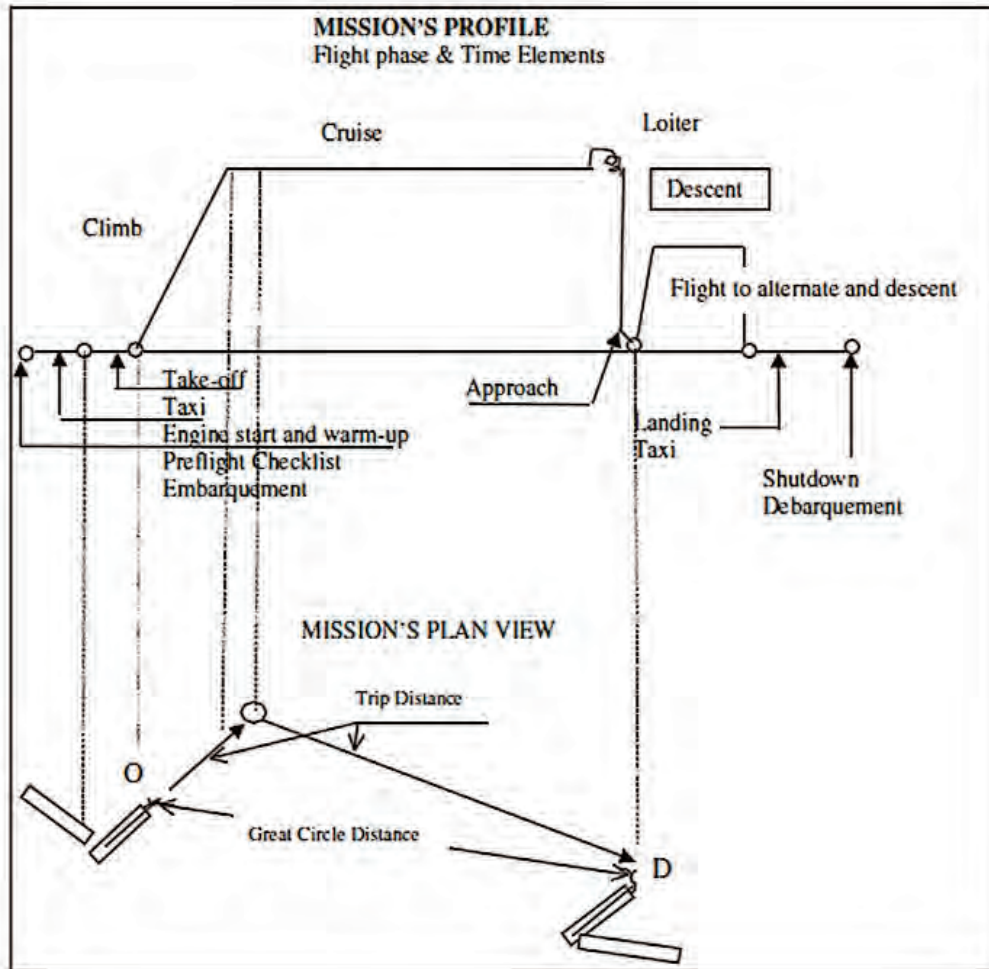 MISSION'S PROFILE
Flight phase & Time Elements
Cruise
Loiter
Descent
Climb
Flight to alternate and descent
Take-off
Taxi
Engine start and warm-up
Preflight Checklist
Embarquement
Approach
Landing
Taxi
Shutdown
Debarquement
MISSION'S PLAN VIEW
Trip Distance
O
Great Circle Distance
D